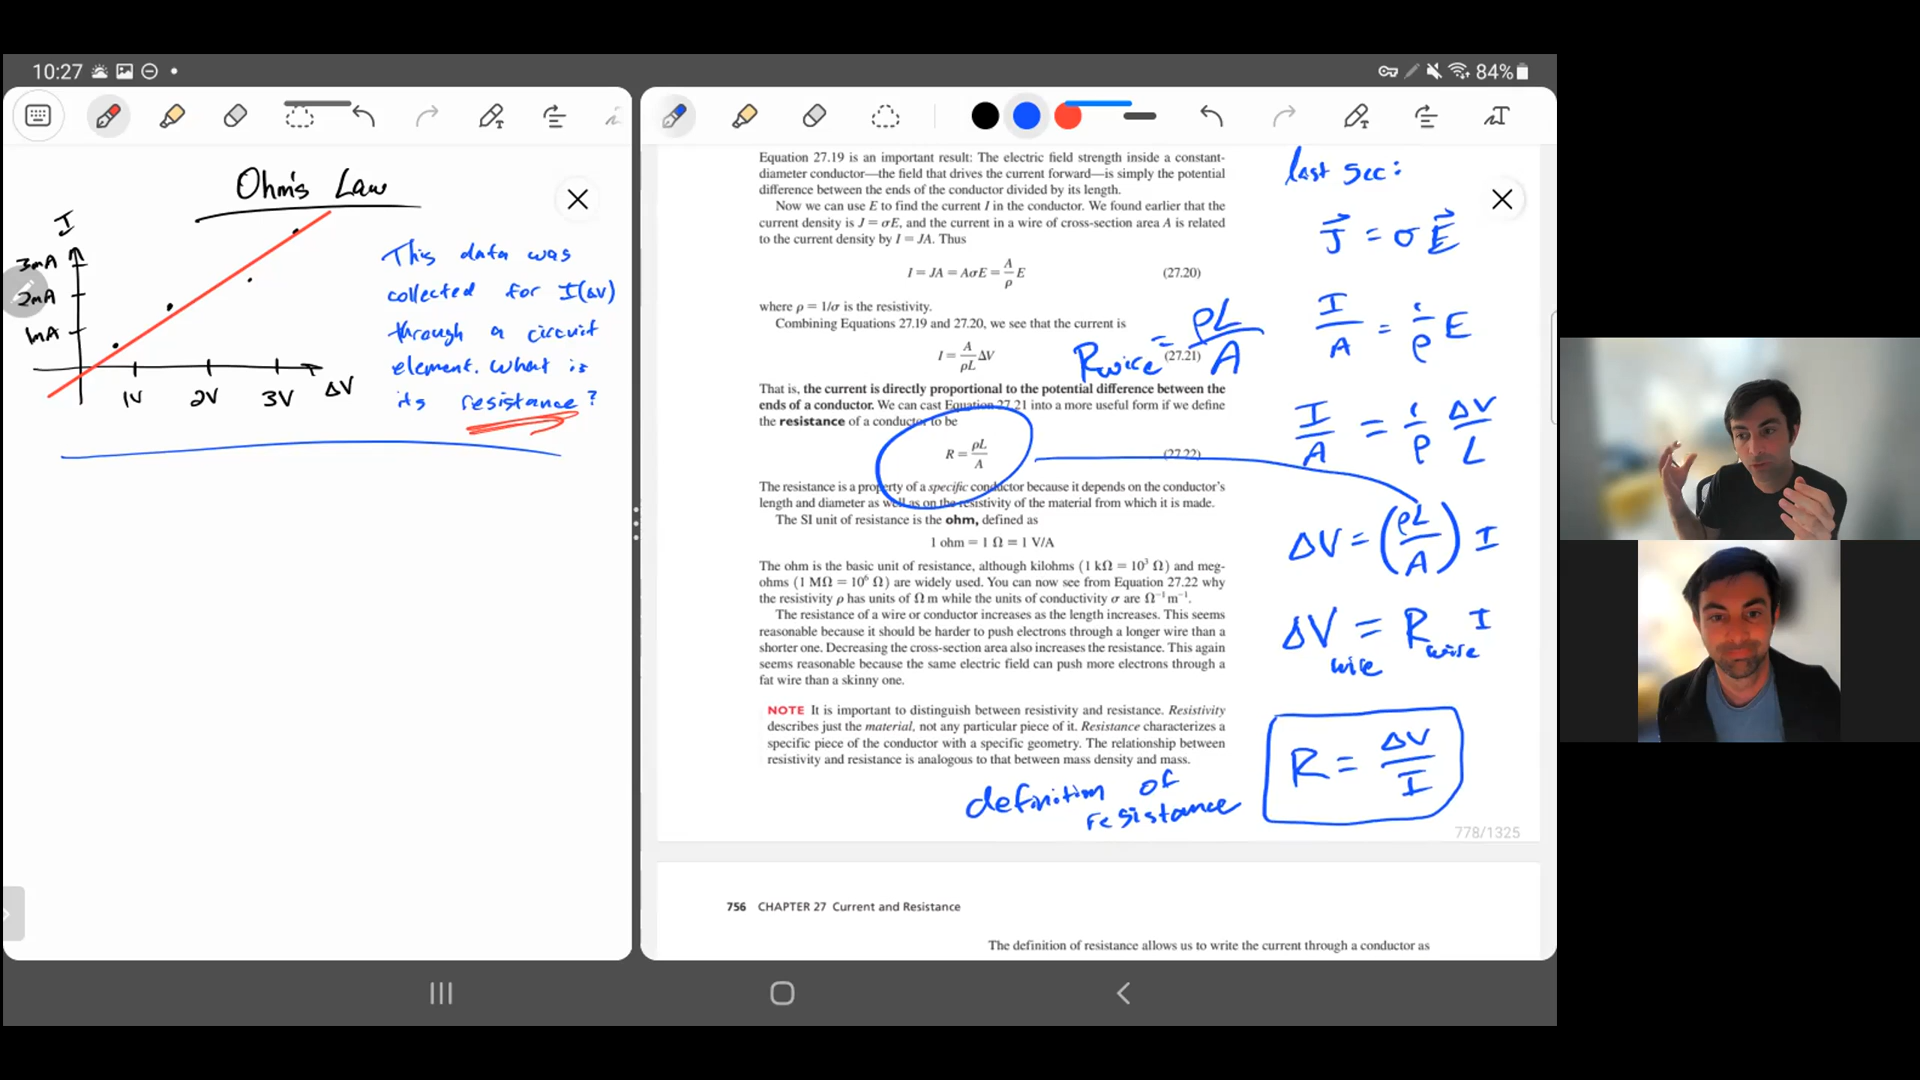 10:27
84%
Ohm's Law
I
3mA
2mA
1mA
1V 2V 3V ΔV
This data was
collected for I(ΔV)
through a circuit
element. What is
its resistance?
Equation 27.19 is an important result: The electric field strength inside a constant-
diameter conductor—the field that drives the current forward—is simply the potential
difference between the ends of the conductor divided by its length.
Now we can use E to find the current I in the conductor. We found earlier that the
current density is J = σE, and the current in a wire of cross-section area A is related
to the current density by I = JA. Thus
I = JA = AσE = A/ρ E (27.20)
where ρ = 1/σ is the resistivity.
Combining Equations 27.19 and 27.20, we see that the current is
I = A/ρL ΔV (27.21)
R wire = ρL/A
That is, the current is directly proportional to the potential difference between the
ends of a conductor. We can cast Equation 27.21 into a more useful form if we define
the resistance of a conductor to be
R = ρL/A (27.22)
The resistance is a property of a specific conductor because it depends on the conductor's
length and diameter as well as on the resistivity of the material from which it is made.
The SI unit of resistance is the ohm, defined as
1 ohm = 1 Ω = 1 V/A
The ohm is the basic unit of resistance, although kilohms (1 kΩ = 10³ Ω) and meg-
ohms (1 MΩ = 10⁶ Ω) are widely used. You can now see from Equation 27.22 why
the resistivity ρ has units of Ω m while the units of conductivity σ are Ω⁻¹ m⁻¹.
The resistance of a wire or conductor increases as the length increases. This seems
reasonable because it should be harder to push electrons through a longer wire than a
shorter one. Decreasing the cross-section area also increases the resistance. This again
seems reasonable because the same electric field can push more electrons through a
fat wire than a skinny one.
NOTE It is important to distinguish between resistivity and resistance. Resistivity
describes just the material, not any particular piece of it. Resistance characterizes a
specific piece of the conductor with a specific geometry. The relationship between
resistivity and resistance is analogous to that between mass density and mass.
definition of
resistance
last sec:
J⃗ = σ E⃗
I/A = 1/ρ E
I/A = 1/ρ ΔV/L
ΔV = (ρL/A) I
ΔV wire = R wire I
R = ΔV/I
778/1325
756 CHAPTER 27 Current and Resistance
The definition of resistance allows us to write the current through a conductor as